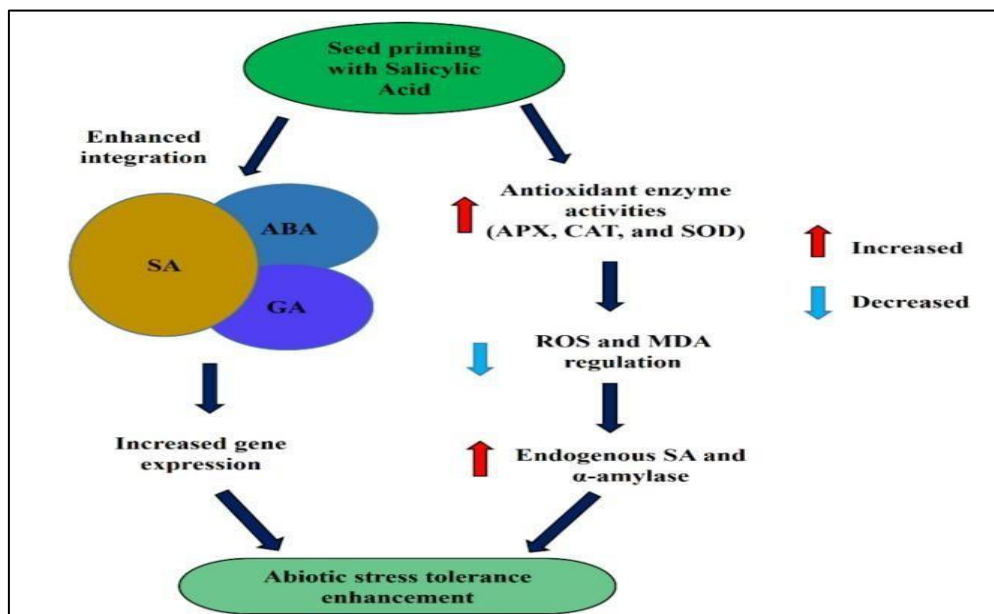 Seed priming
with Salicylic
Acid
Enhanced
integration
SA
ABA
GA
Increased gene
expression
Antioxidant enzyme
activities
(APX, CAT, and SOD)
ROS and MDA
regulation
Endogenous SA and
α-amylase
Increased
Decreased
Abiotic stress tolerance
enhancement